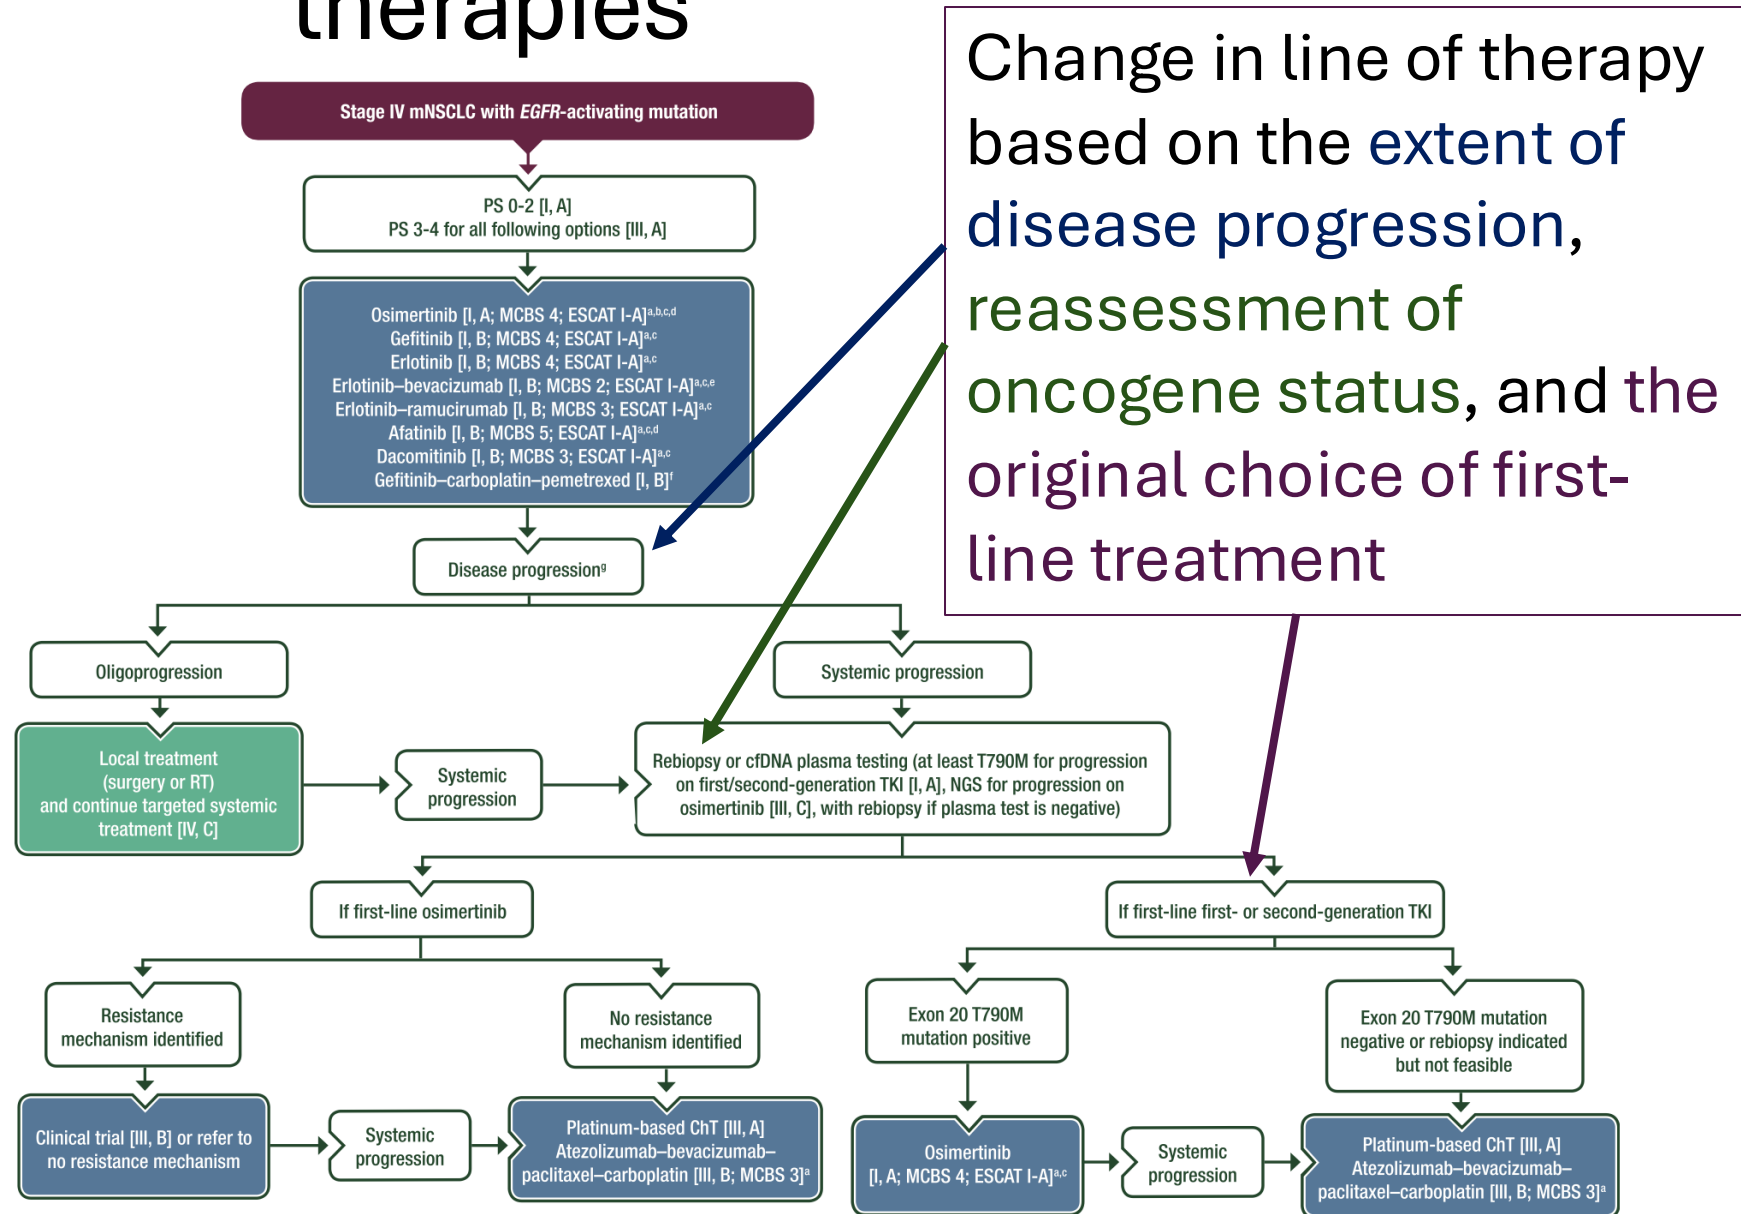 therapies
Change in line of therapy
based on the extent of
disease progression,
reassessment of
oncogene status, and the
original choice of first-
line treatment
Stage IV mNSCLC with EGFR-activating mutation
PS 0-2 [I, A]
PS 3-4 for all following options [III, A]
Osimertinib [I, A; MCBS 4; ESCAT I-A]a,b,c,d
Gefitinib [I, B; MCBS 4; ESCAT I-A]a,c
Erlotinib [I, B; MCBS 4; ESCAT I-A]a,c
Erlotinib–bevacizumab [I, B; MCBS 2; ESCAT I-A]a,c,e
Erlotinib–ramucirumab [I, B; MCBS 3; ESCAT I-A]a,c
Afatinib [I, B; MCBS 5; ESCAT I-A]a,c,d
Dacomitinib [I, B; MCBS 3; ESCAT I-A]a,c
Gefitinib–carboplatin–pemetrexed [I, B]f
Disease progressiong
Oligoprogression
Systemic progression
Local treatment
(surgery or RT)
and continue targeted systemic
treatment [IV, C]
Systemic
progression
Rebiopsy or cfDNA plasma testing (at least T790M for progression
on first/second-generation TKI [I, A], NGS for progression on
osimertinib [III, C], with rebiopsy if plasma test is negative)
If first-line osimertinib
If first-line first- or second-generation TKI
Resistance
mechanism identified
No resistance
mechanism identified
Exon 20 T790M
mutation positive
Exon 20 T790M mutation
negative or rebiopsy indicated
but not feasible
Clinical trial [III, B] or refer to
no resistance mechanism
Systemic
progression
Platinum-based ChT [III, A]
Atezolizumab–bevacizumab–
paclitaxel–carboplatin [III, B; MCBS 3]a
Osimertinib
[I, A; MCBS 4; ESCAT I-A]a,c
Systemic
progression
Platinum-based ChT [III, A]
Atezolizumab–bevacizumab–
paclitaxel–carboplatin [III, B; MCBS 3]a